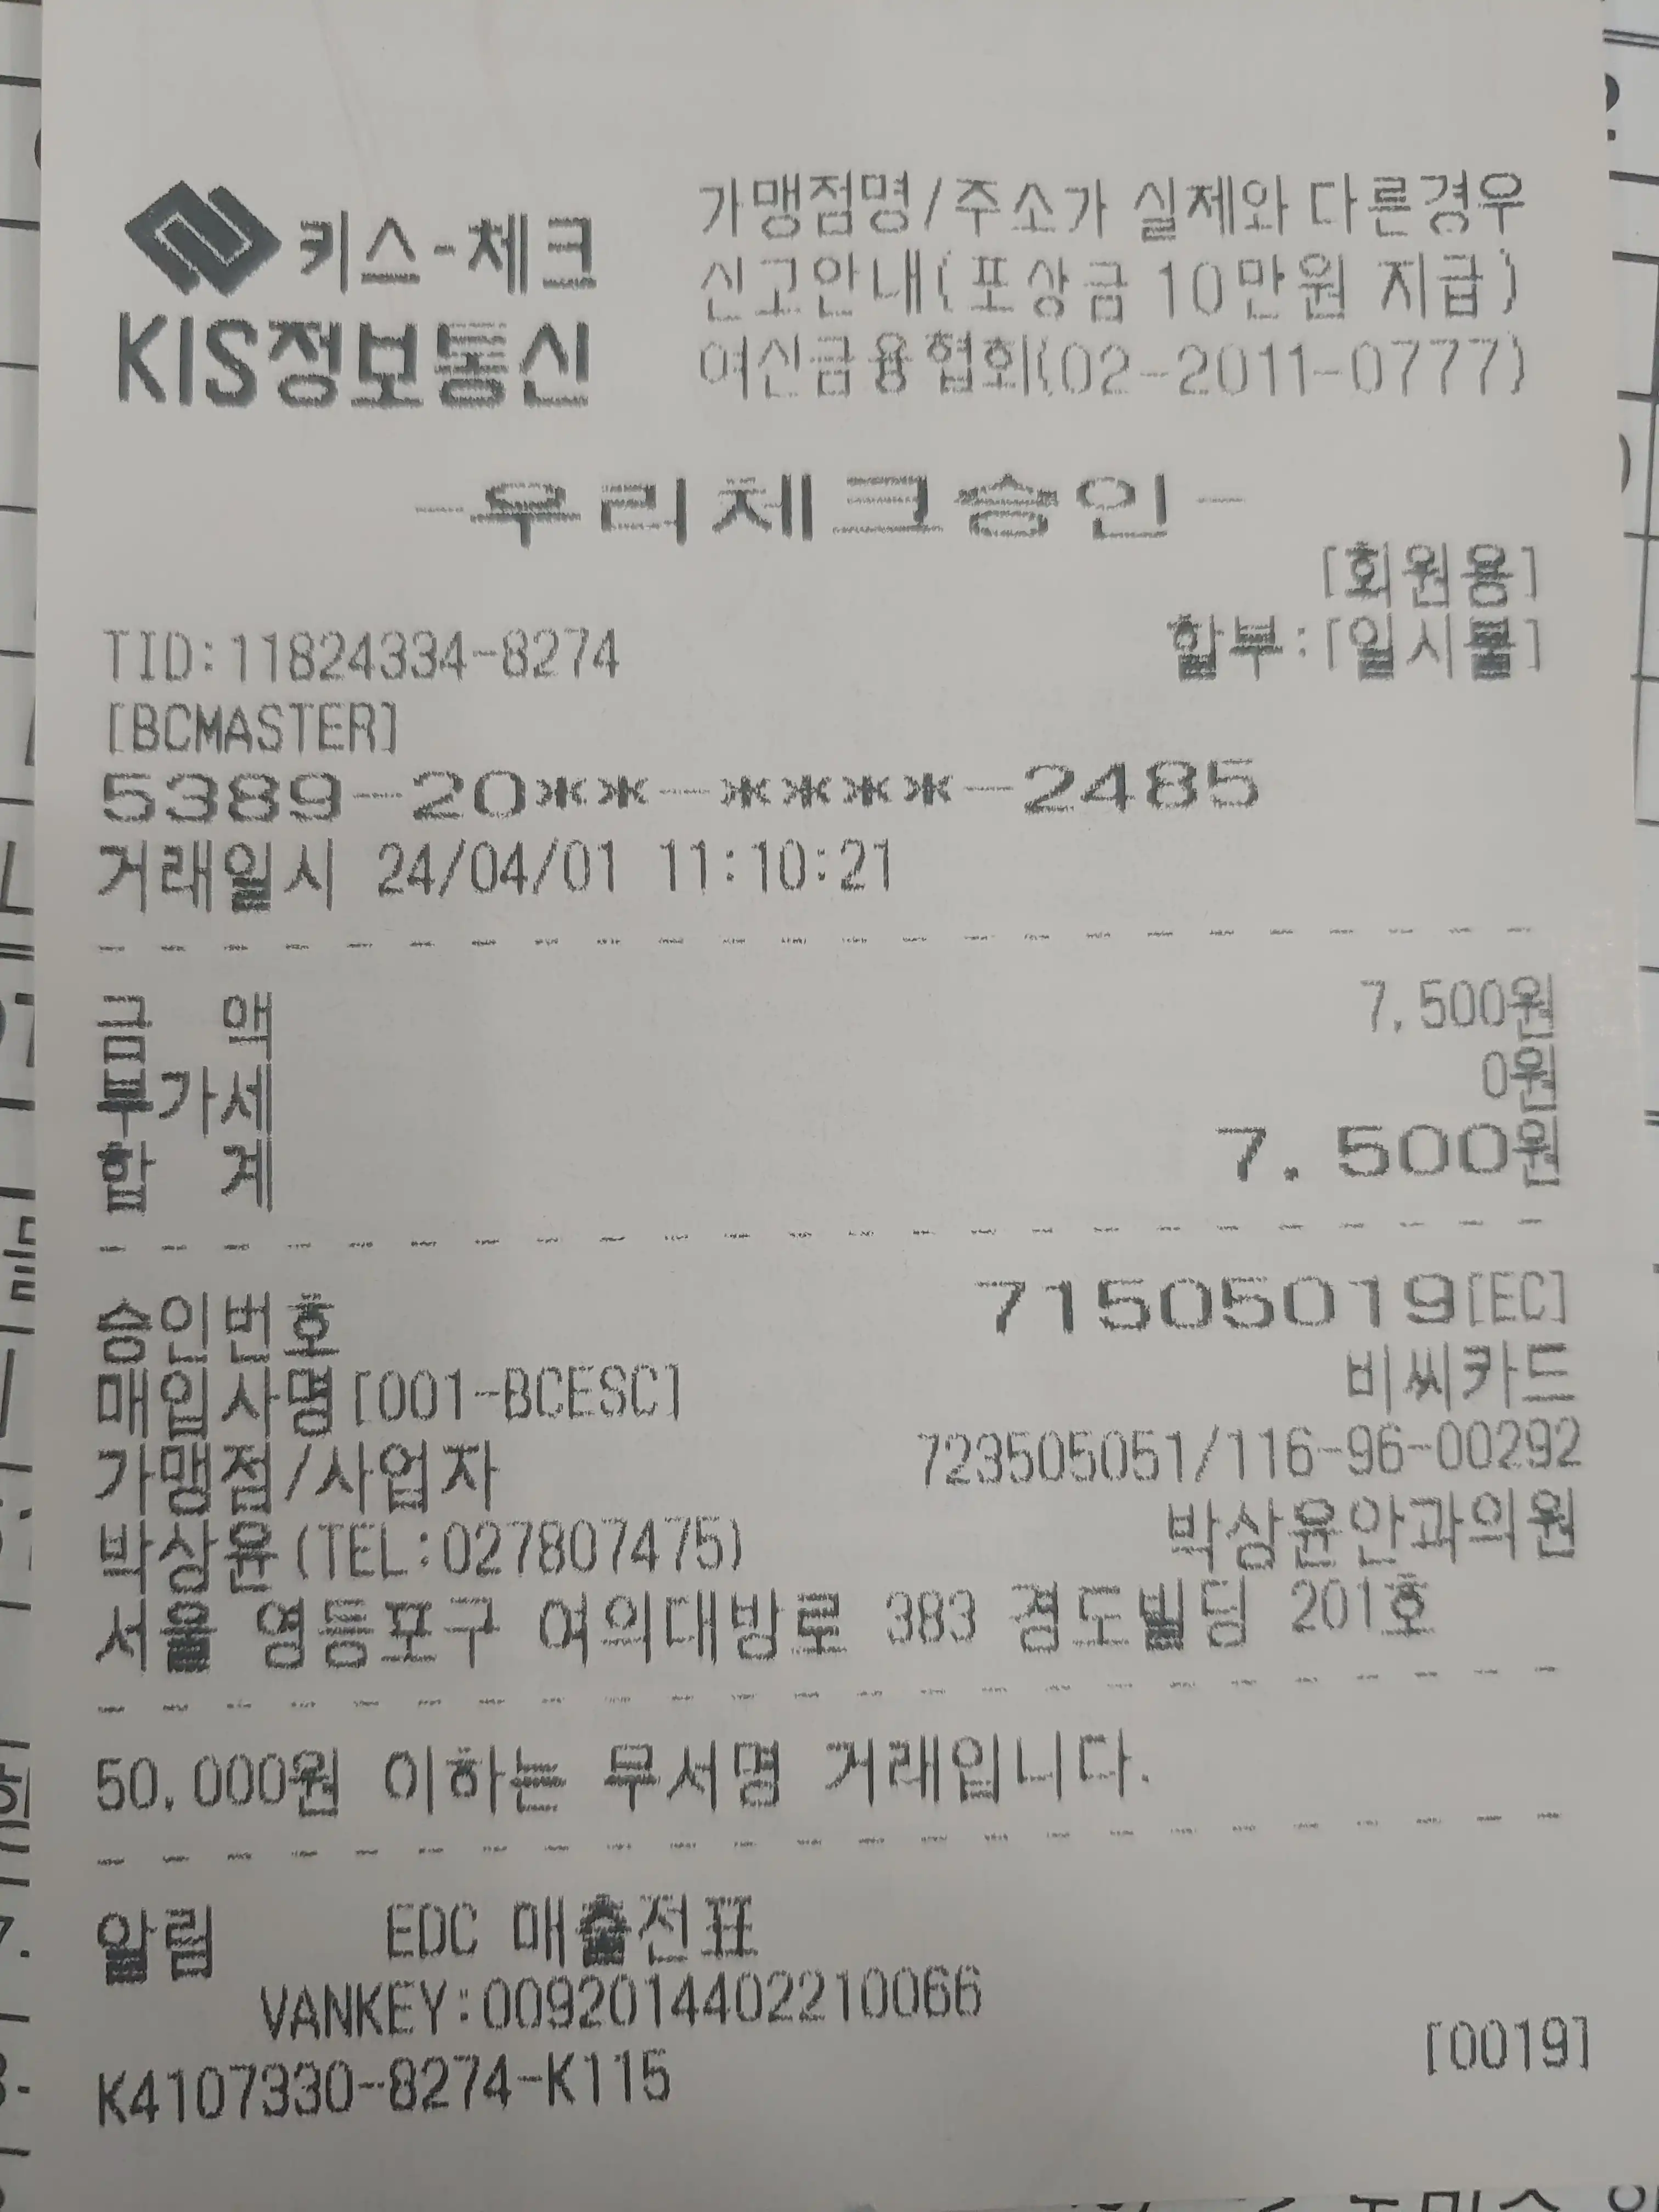 키스-체크
KIS정보통신
가맹점명/주소가 실제와 다른경우
신고안내(포상금 10만원 지급)
여신금융협회(02-2011-0777)
-우리체크승인-
[회원용]
TID:11824334-8274 할부:[일시불]
[BCMASTER]
5389-20**-****-2485
거래일시 24/04/01 11:10:21
금 액 7,500원
부가세 0원
합 계 7,500원
승인번호 71505019[EC]
매입사명[001-BCESC] 비씨카드
가맹점/사업자 723505051/116-96-00292
박상윤(TEL:027807475) 박상윤안과의원
서울 영등포구 여의대방로 383 경도빌딩 201호
50,000원 이하는 무서명 거래입니다.
알림 EDC 매출전표
VANKEY:0092014402210066
[0019]
K4107330-8274-K115